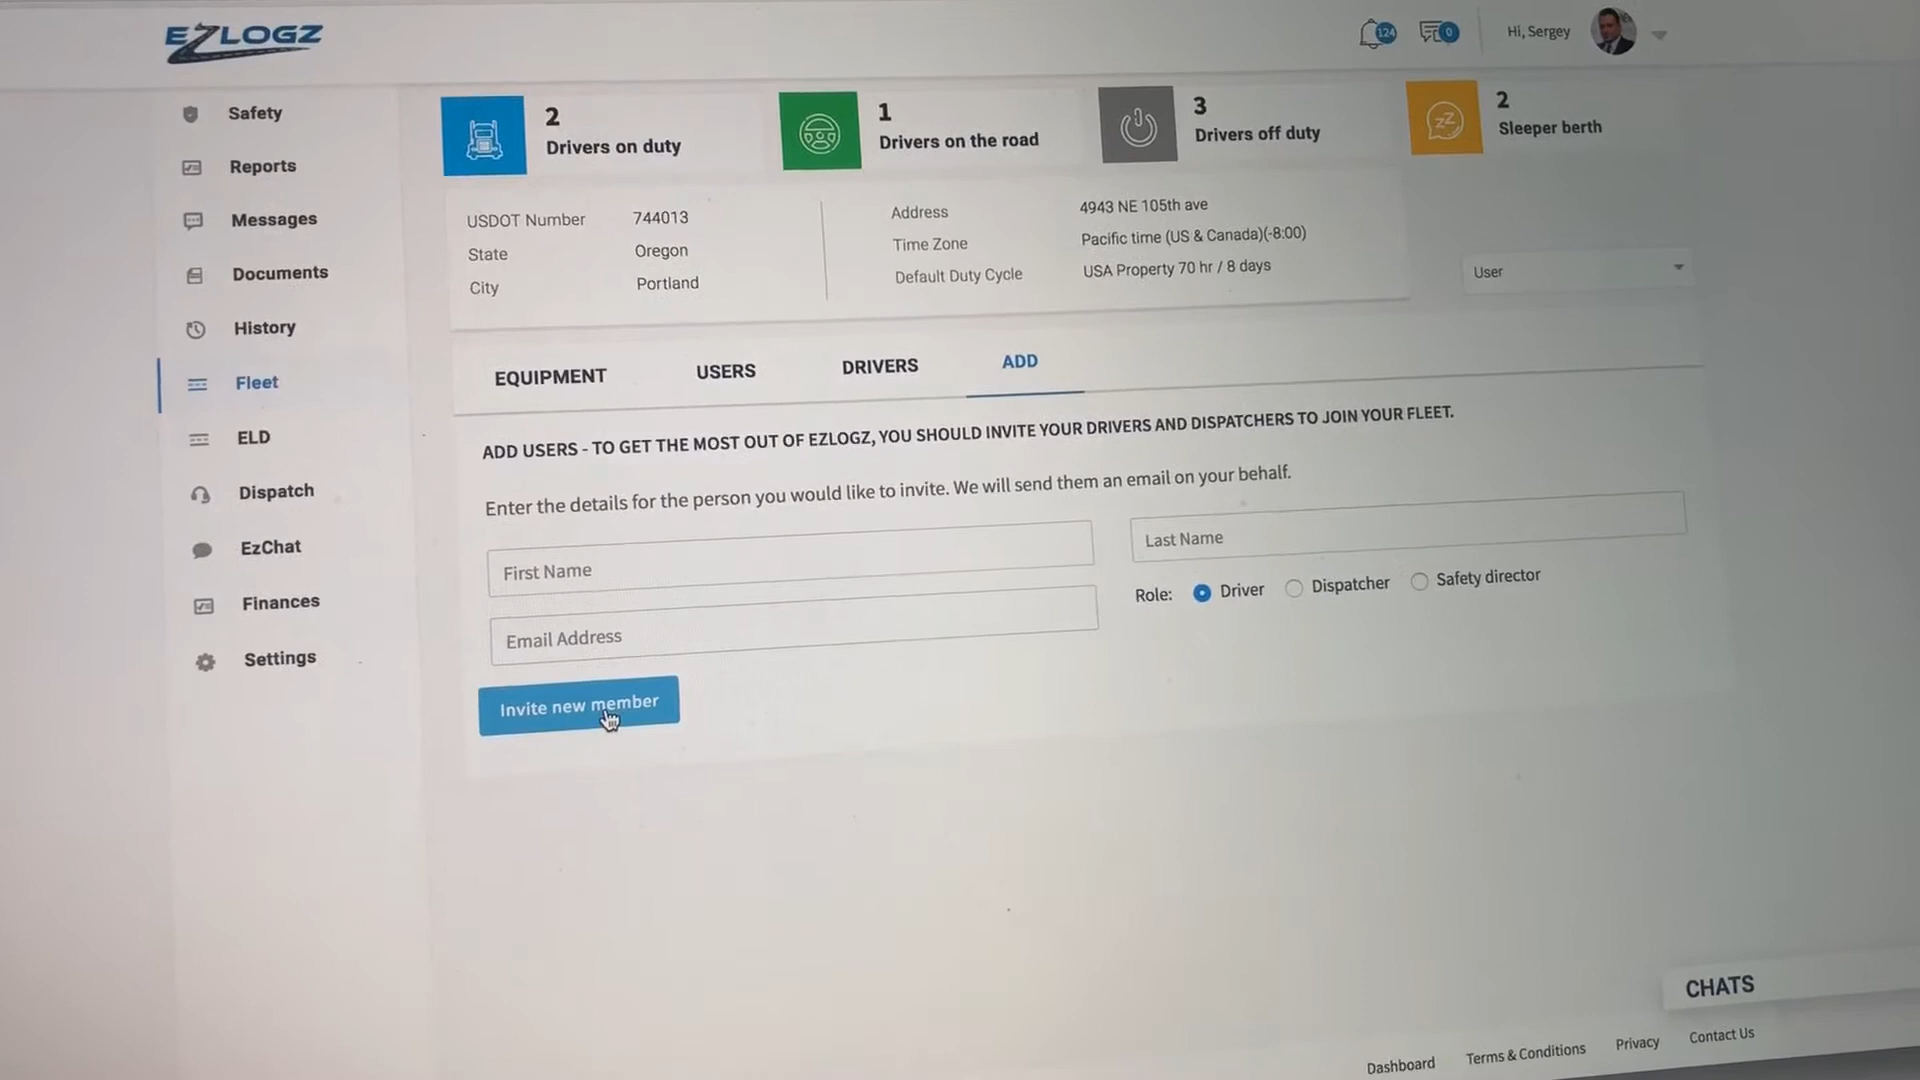 EZLOGZ
124
0
Hi, Sergey
Safety
Reports
Messages
Documents
History
Fleet
ELD
Dispatch
EzChat
Finances
Settings
2
Drivers on duty
1
Drivers on the road
3
Drivers off duty
zz
2
Sleeper berth
USDOT Number 744013
State Oregon
City Portland
Address 4943 NE 105th ave
Time Zone Pacific time (US & Canada)(-8:00)
Default Duty Cycle USA Property 70 hr / 8 days
User
EQUIPMENT USERS DRIVERS ADD
ADD USERS - TO GET THE MOST OUT OF EZLOGZ, YOU SHOULD INVITE YOUR DRIVERS AND DISPATCHERS TO JOIN YOUR FLEET.
Enter the details for the person you would like to invite. We will send them an email on your behalf.
First Name
Last Name
Email Address
Role: Driver Dispatcher Safety director
Invite new member
CHATS
Dashboard Terms & Conditions Privacy Contact Us